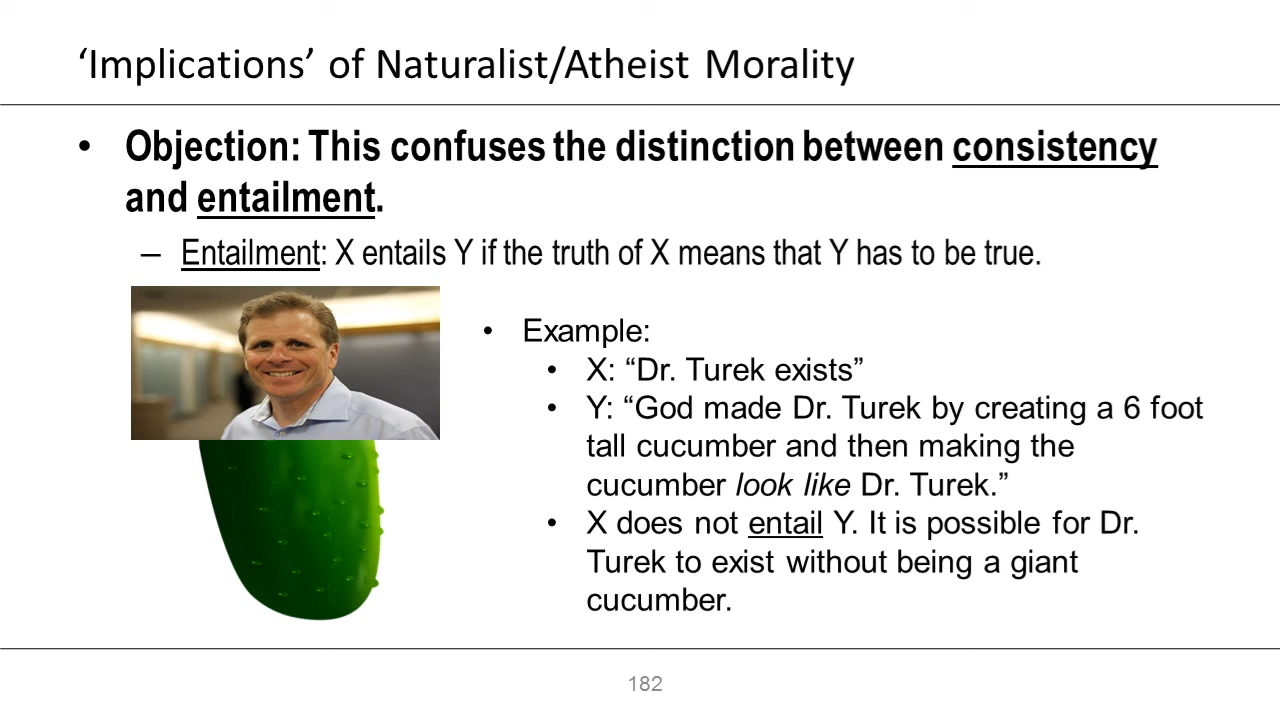 ‘Implications’ of Naturalist/Atheist Morality
• Objection: This confuses the distinction between consistency
and entailment.
– Entailment: X entails Y if the truth of X means that Y has to be true.
• Example:
• X: “Dr. Turek exists”
• Y: “God made Dr. Turek by creating a 6 foot
tall cucumber and then making the
cucumber look like Dr. Turek.”
• X does not entail Y. It is possible for Dr.
Turek to exist without being a giant
cucumber.
182